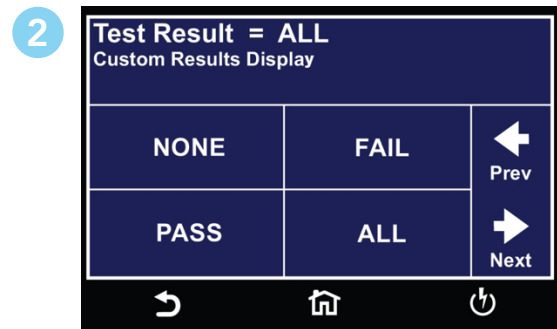 2
Test Result = ALL
Custom Results Display
NONE
FAIL
Prev
PASS
ALL
Next